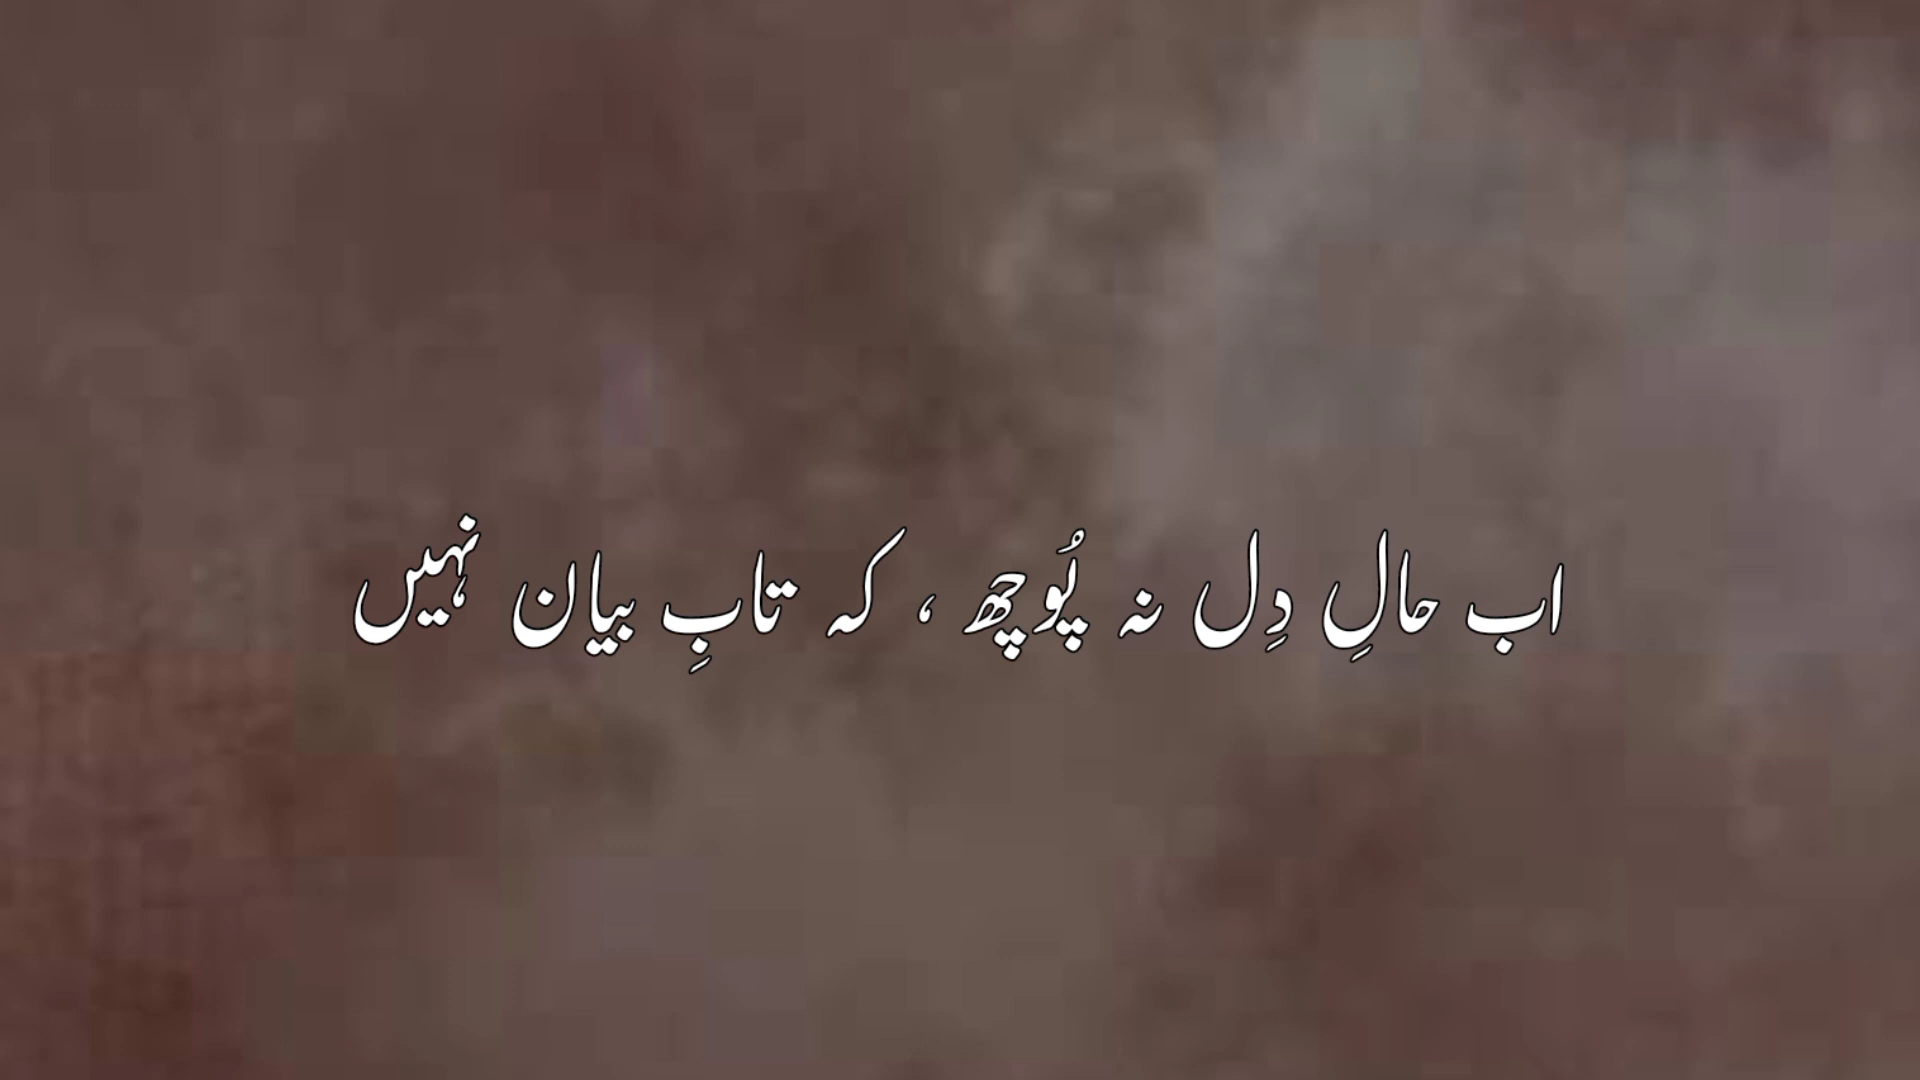 اب حالِ دِل نہ پُوچھ ، کہ تابِ بیان نہیں